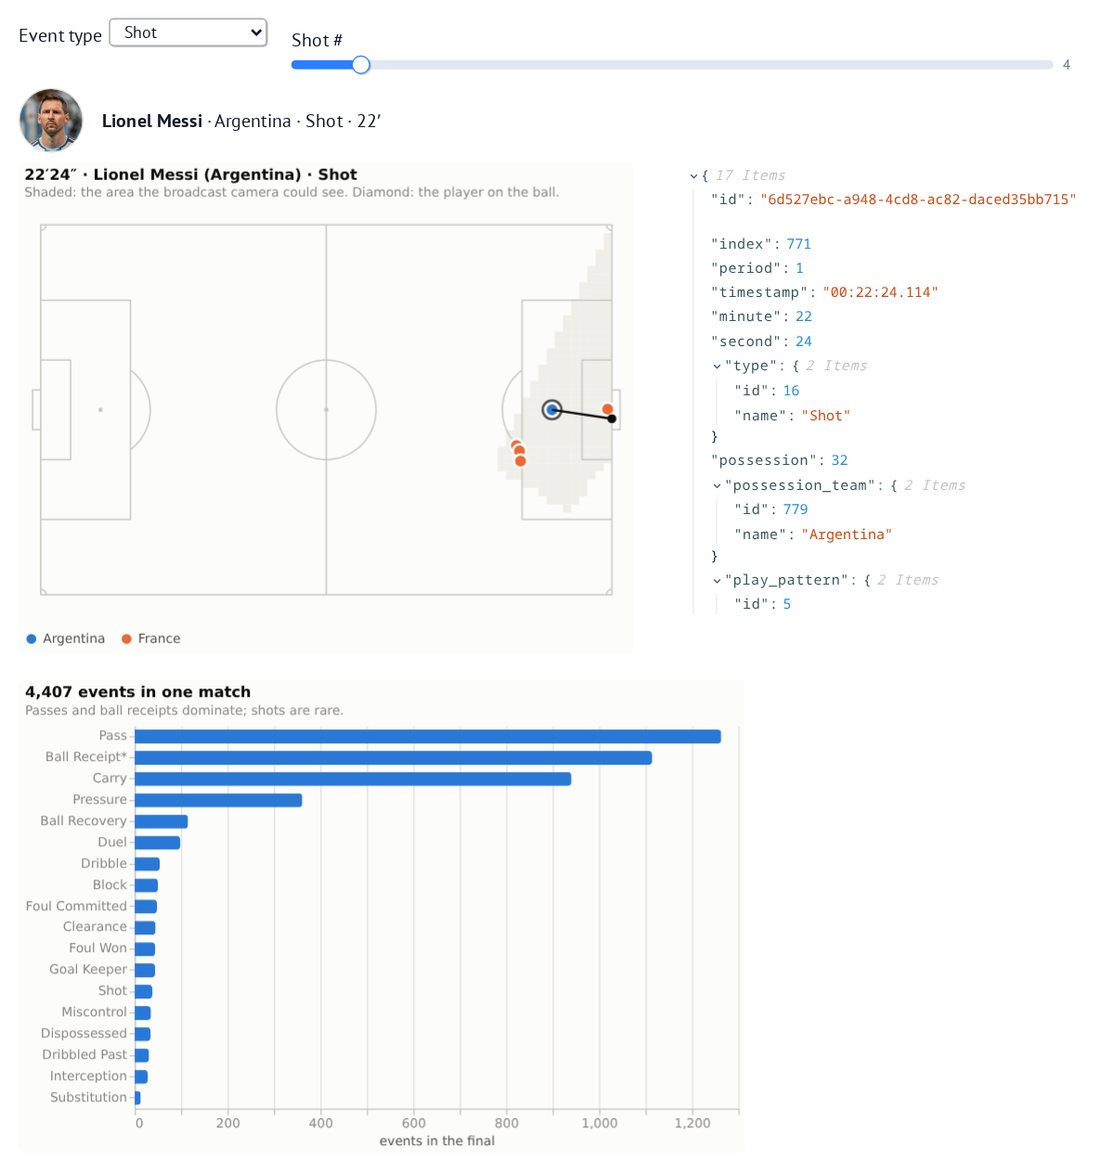 Event type Shot
Shot #
4
Lionel Messi · Argentina · Shot · 22′
22′24″ · Lionel Messi (Argentina) · Shot
Shaded: the area the broadcast camera could see. Diamond: the player on the ball.
Argentina France
{ 17 Items
"id": "6d527ebc-a948-4cd8-ac82-daced35bb715"
"index": 771
"period": 1
"timestamp": "00:22:24.114"
"minute": 22
"second": 24
"type": { 2 Items
"id": 16
"name": "Shot"
}
"possession": 32
"possession_team": { 2 Items
"id": 779
"name": "Argentina"
}
"play_pattern": { 2 Items
"id": 5
4,407 events in one match
Passes and ball receipts dominate; shots are rare.
Pass
Ball Receipt*
Carry
Pressure
Ball Recovery
Duel
Dribble
Block
Foul Committed
Clearance
Foul Won
Goal Keeper
Shot
Miscontrol
Dispossessed
Dribbled Past
Interception
Substitution
0 200 400 600 800 1,000 1,200
events in the final